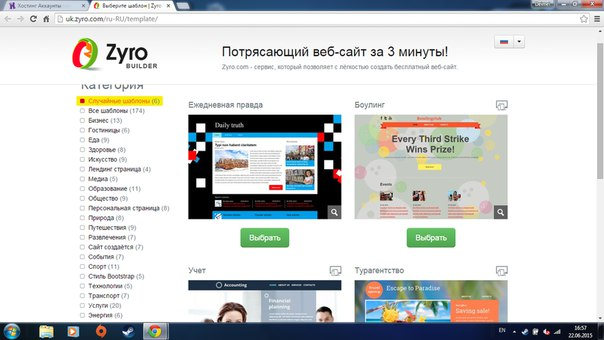 Хостинг Аккаунты
Выберите шаблон | Zyro
uk.zyro.com/ru-RU/template/
Zyro
BUILDER
Потрясающий веб-сайт за 3 минуты!
Zyro.com - сервис, который позволяет с лёгкостью создать бесплатный веб-сайт.
Категория
Случайные шаблоны (6)
Все шаблоны (174)
Бизнес (13)
Гостиницы (6)
Еда (9)
Здоровье (8)
Искусство (9)
Лендинг страница (4)
Медиа (5)
Образование (11)
Общество (9)
Персональная страница (8)
Природа (8)
Путешествия (9)
Развлечения (7)
Сайт создаётся (7)
События (7)
Спорт (11)
Стиль Bootstrap (5)
Технологии (5)
Транспорт (7)
Услуги (20)
Энергия (6)
Ежедневная правда
Daily truth
Выбрать
Боулинг
Every Third Strike
Wins Prize!
Events
Выбрать
Учет
Accounting
Financial
planning
Турагентство
Escape to Paradise
Saving sale!
EN
16:57
22.06.2015